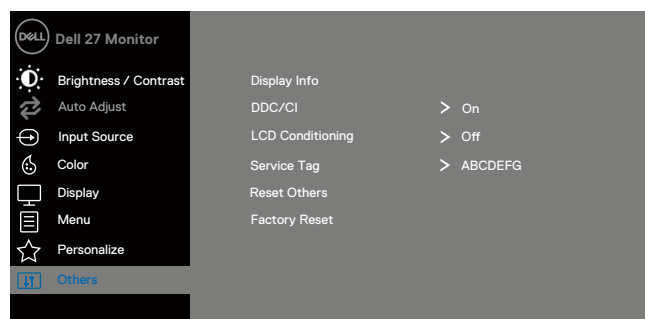 DELL Dell 27 Monitor
Brightness / Contrast
Auto Adjust
Input Source
Color
Display
Menu
Personalize
Others
Display Info
DDC/CI > On
LCD Conditioning > Off
Service Tag > ABCDEFG
Reset Others
Factory Reset